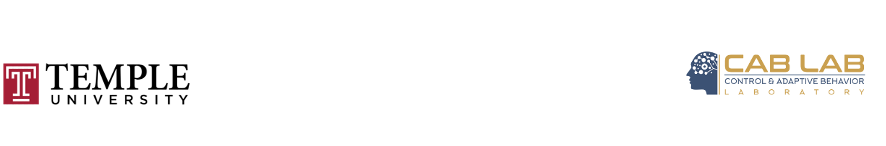 TEMPLE
UNIVERSITY
CAB LAB
CONTROL & ADAPTIVE BEHAVIOR
LABORATORY